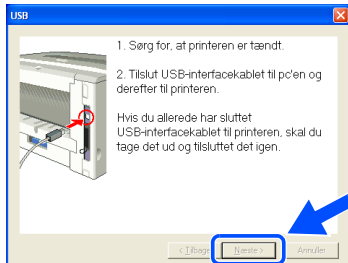 USB
1. Sørg for, at printeren er tændt.
2. Tilslut USB-interfacekablet til pc'en og
derefter til printeren.
Hvis du allerede har sluttet
USB-interfacekablet til printeren, skal du
tage det ud og tilsluttet det igen.
< Tilbage
Næste >
Annuller